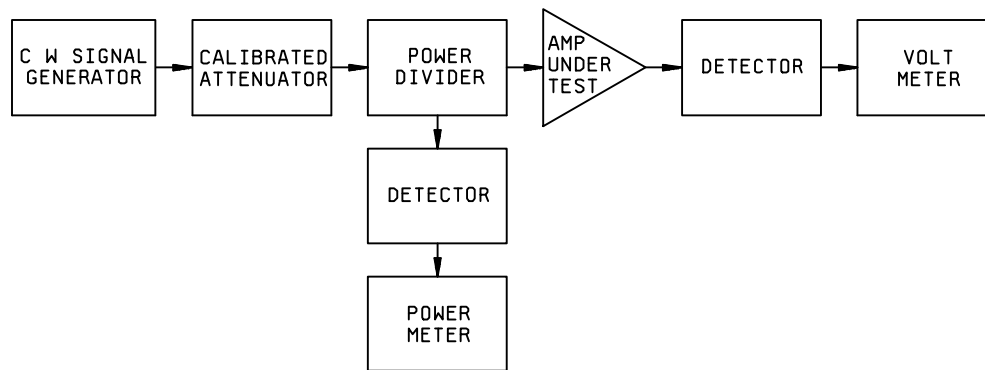 C W SIGNAL
GENERATOR
CALIBRATED
ATTENUATOR
POWER
DIVIDER
AMP
UNDER
TEST
DETECTOR
VOLT
METER
DETECTOR
POWER
METER